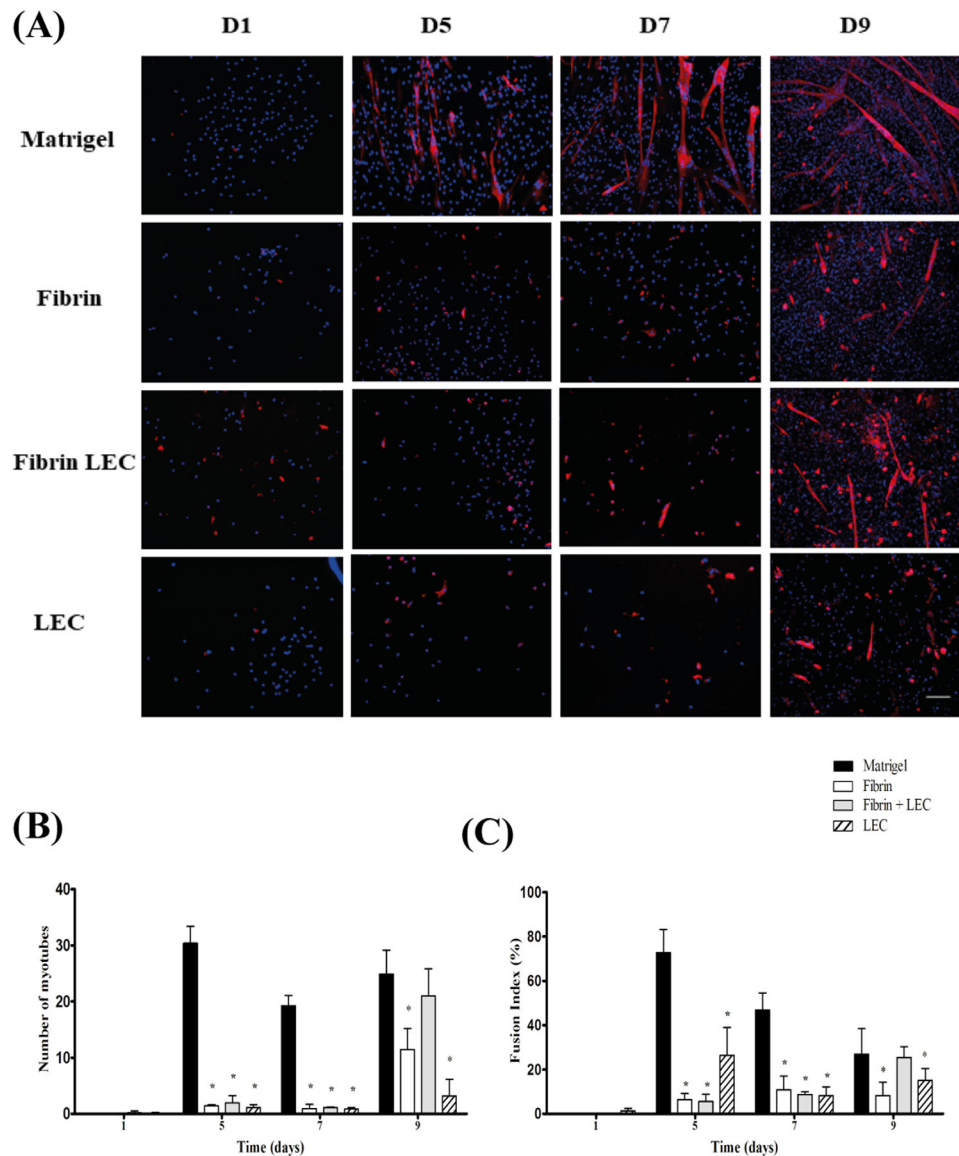 (A)
D1 D5 D7 D9
Matrigel
Fibrin
Fibrin LEC
LEC
Matrigel
Fibrin
Fibrin + LEC
LEC
(B)
Number of myotubes
40
30
20
10
0
* * *
* * *
* *
1 5 7 9
Time (days)
(C)
Fusion Index (%)
100
80
60
40
20
0
* * *
* * *
* *
1 5 7 9
Time (days)